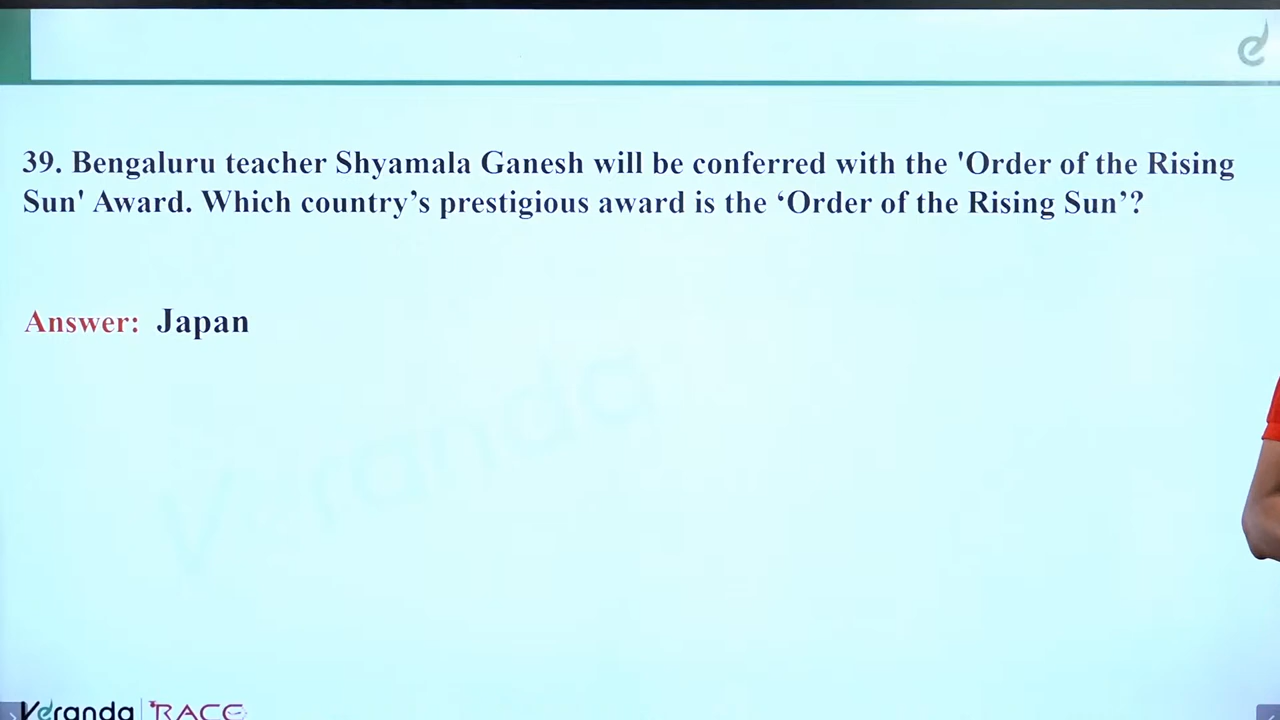 39. Bengaluru teacher Shyamala Ganesh will be conferred with the 'Order of the Rising
Sun' Award. Which country’s prestigious award is the ‘Order of the Rising Sun’?
Answer: Japan
Veranda
Veranda RACE